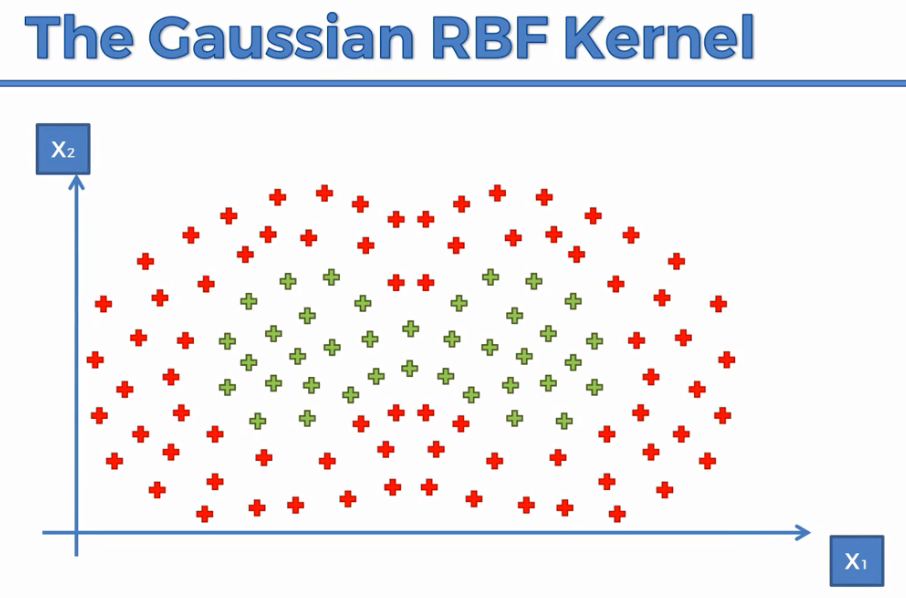 The Gaussian RBF Kernel
X₂
X₁